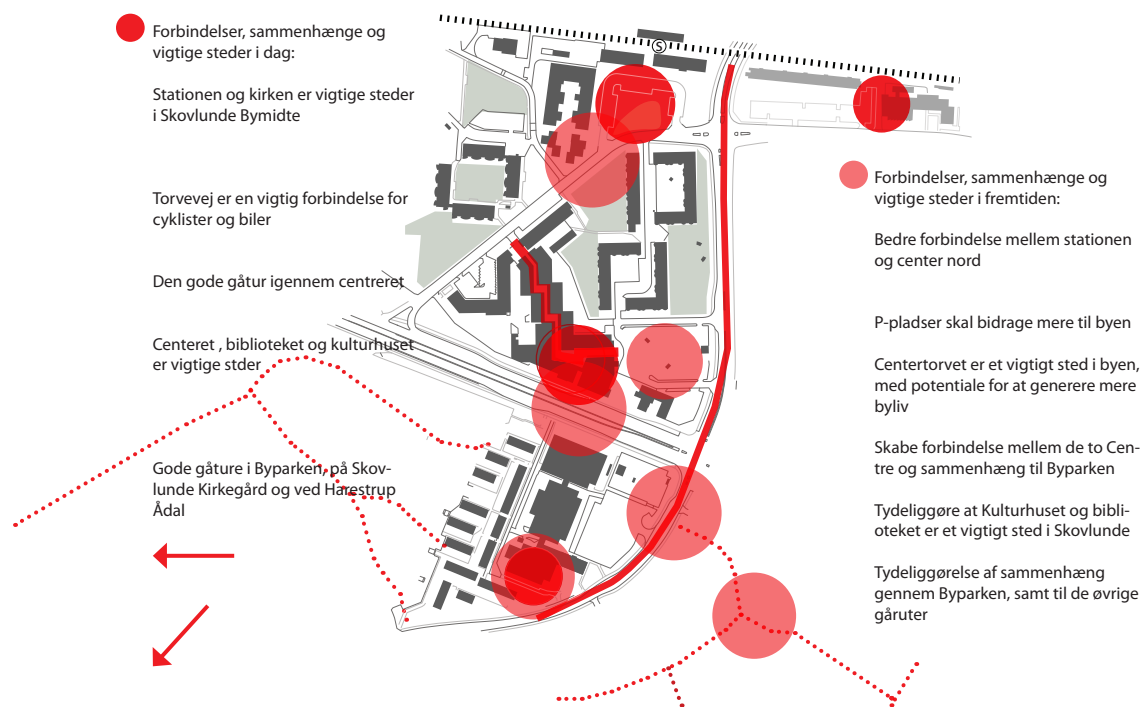 Forbindelser, sammenhænge og
vigtige steder i dag:
Stationen og kirken er vigtige steder
i Skovlunde Bymidte
Torvevej er en vigtig forbindelse for
cyklister og biler
Den gode gåtur igennem centreret
Centeret , biblioteket og kulturhuset
er vigtige stder
Gode gåture i Byparken, på Skov-
lunde Kirkegård og ved Harestrup
Ådal
S
Forbindelser, sammenhænge og
vigtige steder i fremtiden:
Bedre forbindelse mellem stationen
og center nord
P-pladser skal bidrage mere til byen
Centertorvet er et vigtigt sted i byen,
med potentiale for at generere mere
byliv
Skabe forbindelse mellem de to Cen-
tre og sammenhæng til Byparken
Tydeliggøre at Kulturhuset og bibli-
oteket er et vigtigt sted i Skovlunde
Tydeliggørelse af sammenhæng
gennem Byparken, samt til de øvrige
gåruter